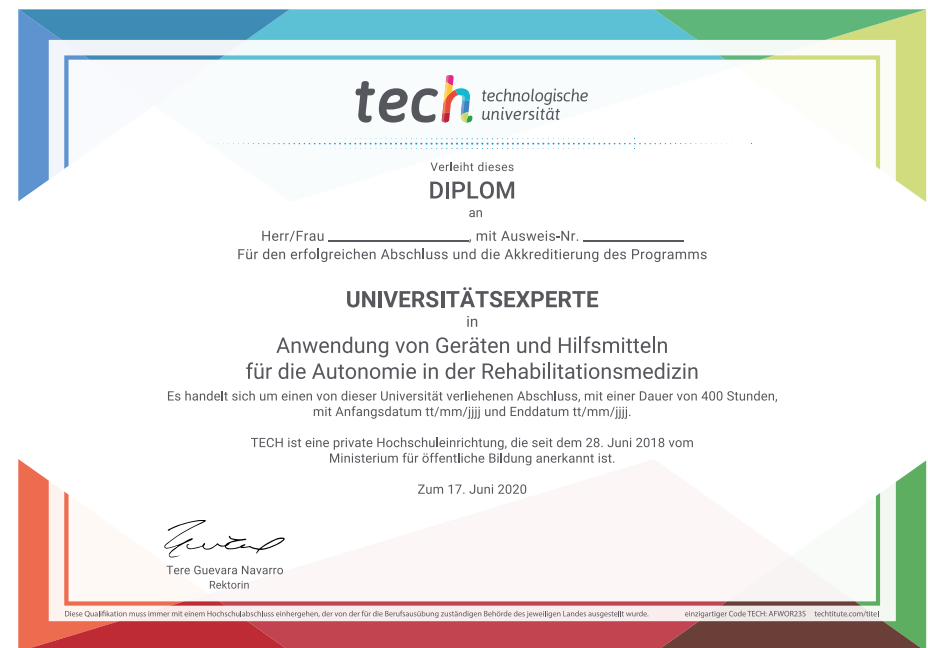 tech technologische
universität
Verleiht dieses
DIPLOM
an
Herr/Frau ____________, mit Ausweis-Nr. ____________
Für den erfolgreichen Abschluss und die Akkreditierung des Programms
UNIVERSITÄTSEXPERTE
in
Anwendung von Geräten und Hilfsmitteln
für die Autonomie in der Rehabilitationsmedizin
Es handelt sich um einen von dieser Universität verliehenen Abschluss, mit einer Dauer von 400 Stunden,
mit Anfangsdatum tt/mm/jjjj und Enddatum tt/mm/jjjj.
TECH ist eine private Hochschuleinrichtung, die seit dem 28. Juni 2018 vom
Ministerium für öffentliche Bildung anerkannt ist.
Zum 17. Juni 2020
Tere Guevara Navarro
Rektorin
Diese Qualifikation muss immer mit einem Hochschulabschluss einhergehen, der von der für die Berufsausübung zuständigen Behörde des jeweiligen Landes ausgestellt wurde. einzigartiger Code TECH: AFWOR235 techtitute.com/titel